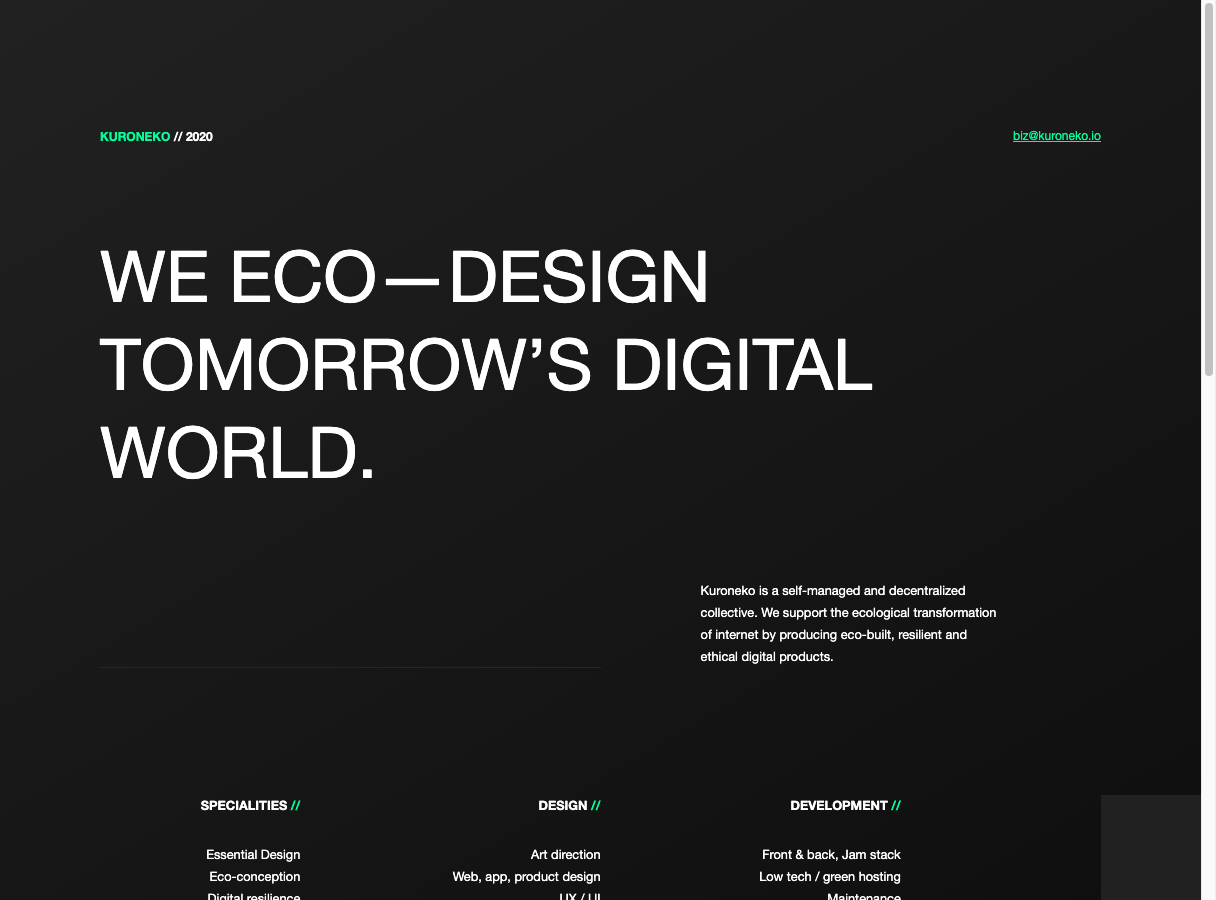 KURONEKO // 2020
biz@kuroneko.io
WE ECO—DESIGN
TOMORROW’S DIGITAL
WORLD.
Kuroneko is a self-managed and decentralized
collective. We support the ecological transformation
of internet by producing eco-built, resilient and
ethical digital products.
SPECIALITIES //
Essential Design
Eco-conception
Digital resilience
DESIGN //
Art direction
Web, app, product design
UX / UI
DEVELOPMENT //
Front & back, Jam stack
Low tech / green hosting
Maintenance